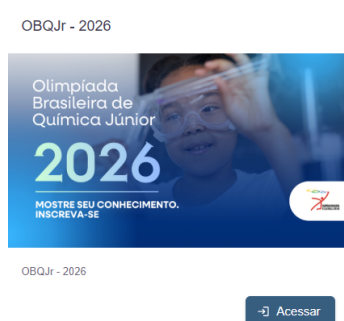 OBQJr - 2026
Olimpíada
Brasileira de
Química Júnior
2026
MOSTRE SEU CONHECIMENTO.
INSCREVA-SE
OBQJr - 2026
Acessar